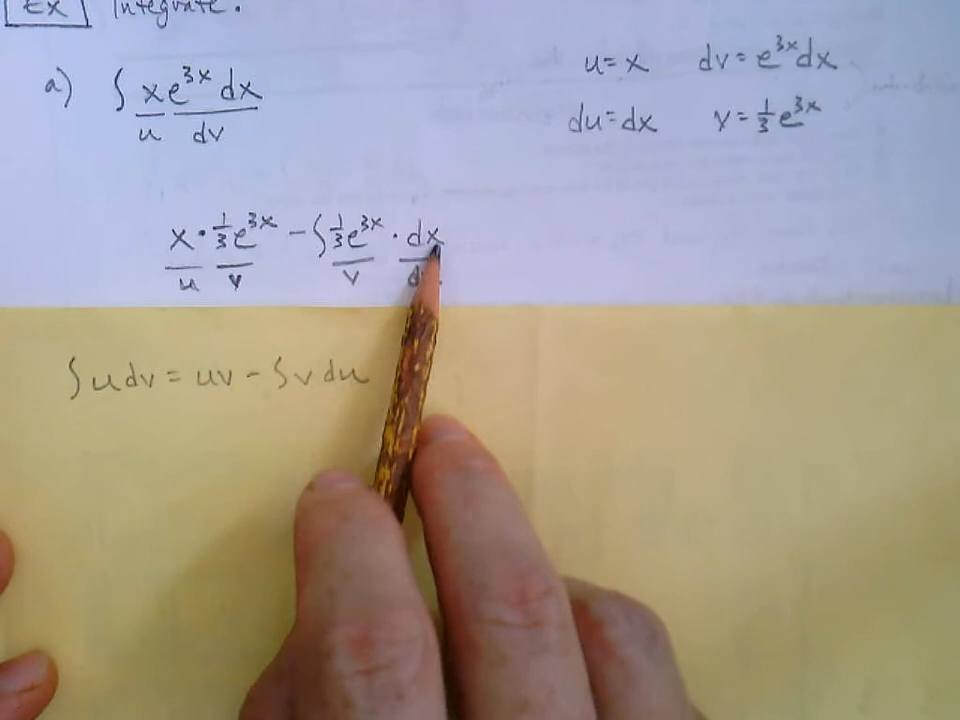 Ex Integrate.
a) ∫ x e^{3x} dx
u dv
u = x dv = e^{3x} dx
du = dx v = 1/3 e^{3x}
x · 1/3 e^{3x} - ∫ 1/3 e^{3x} · dx
u v v
∫ u dv = uv - ∫ v du